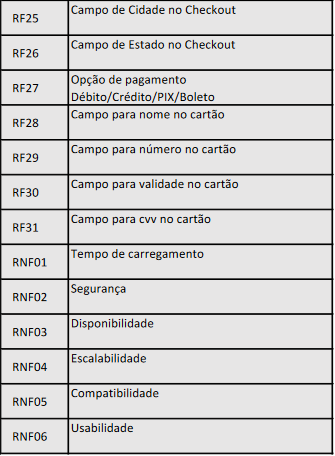 RF25 Campo de Cidade no Checkout
RF26 Campo de Estado no Checkout
RF27 Opção de pagamento
Débito/Crédito/PIX/Boleto
RF28 Campo para nome no cartão
RF29 Campo para número no cartão
RF30 Campo para validade no cartão
RF31 Campo para cvv no cartão
RNF01 Tempo de carregamento
RNF02 Segurança
RNF03 Disponibilidade
RNF04 Escalabilidade
RNF05 Compatibilidade
RNF06 Usabilidade